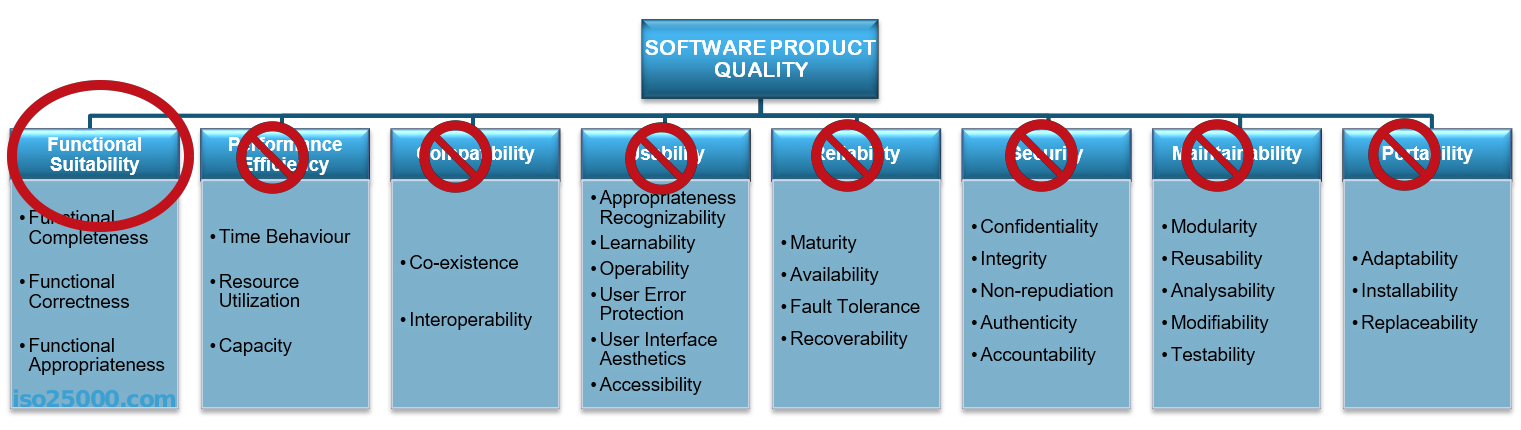 SOFTWARE PRODUCT
QUALITY
Functional
Suitability
• Functional
Completeness
• Functional
Correctness
• Functional
Appropriateness
iso25000.com
Performance
Efficiency
• Time Behaviour
• Resource
Utilization
• Capacity
Compatibility
• Co-existence
• Interoperability
Usability
• Appropriateness
Recognizability
• Learnability
• Operability
• User Error
Protection
• User Interface
Aesthetics
• Accessibility
Reliability
• Maturity
• Availability
• Fault Tolerance
• Recoverability
Security
• Confidentiality
• Integrity
• Non-repudiation
• Authenticity
• Accountability
Maintainability
• Modularity
• Reusability
• Analysability
• Modifiability
• Testability
Portability
• Adaptability
• Installability
• Replaceability